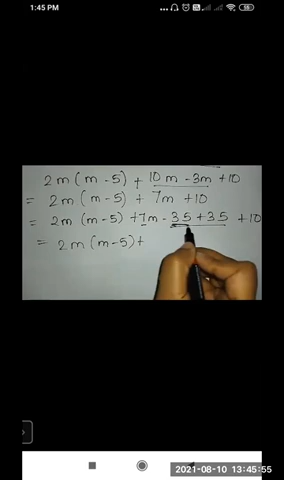 1:45 PM
2m (m-5) + 10m - 3m + 10
= 2m (m-5) + 7m + 10
= 2m (m-5) + 7m - 35 + 35 + 10
= 2m (m-5) +
2021-08-10 13:45:55